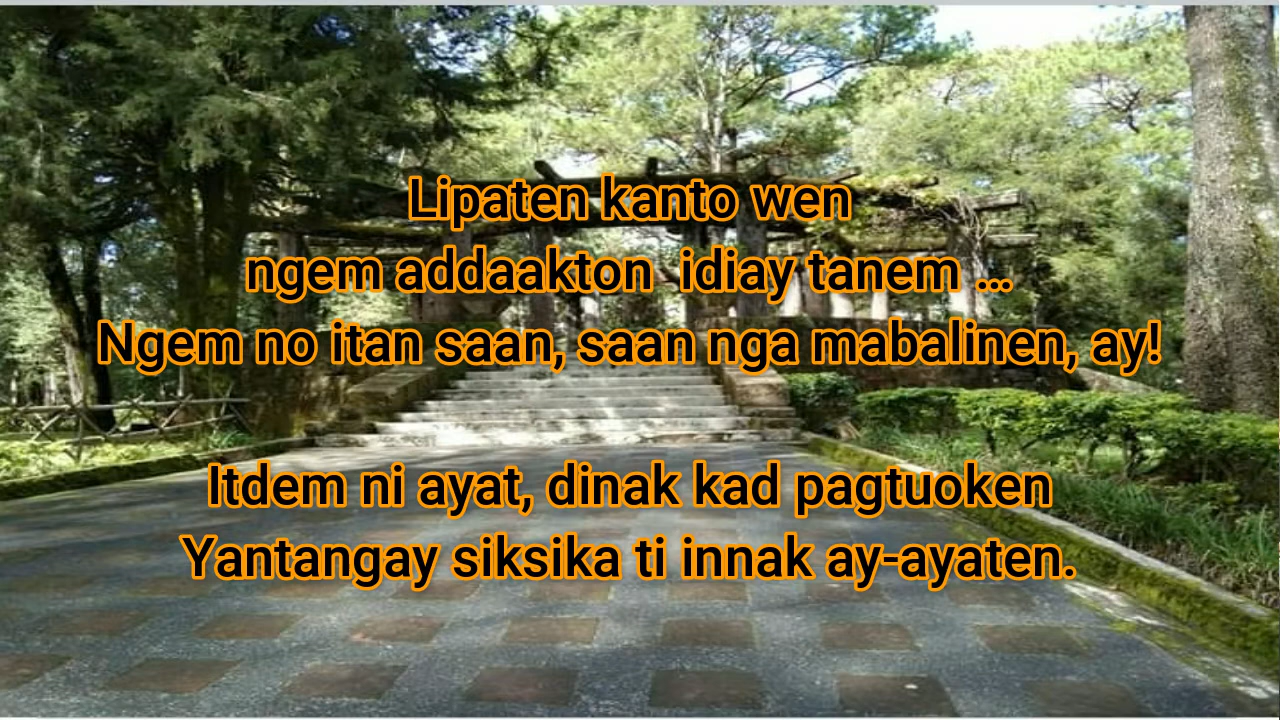 Lipaten kanto wen
ngem addaakton idiay tanem ...
Ngem no itan saan, saan nga mabalinen, ay!
Itdem ni ayat, dinak kad pagtuoken
Yantangay siksika ti innak ay-ayaten.